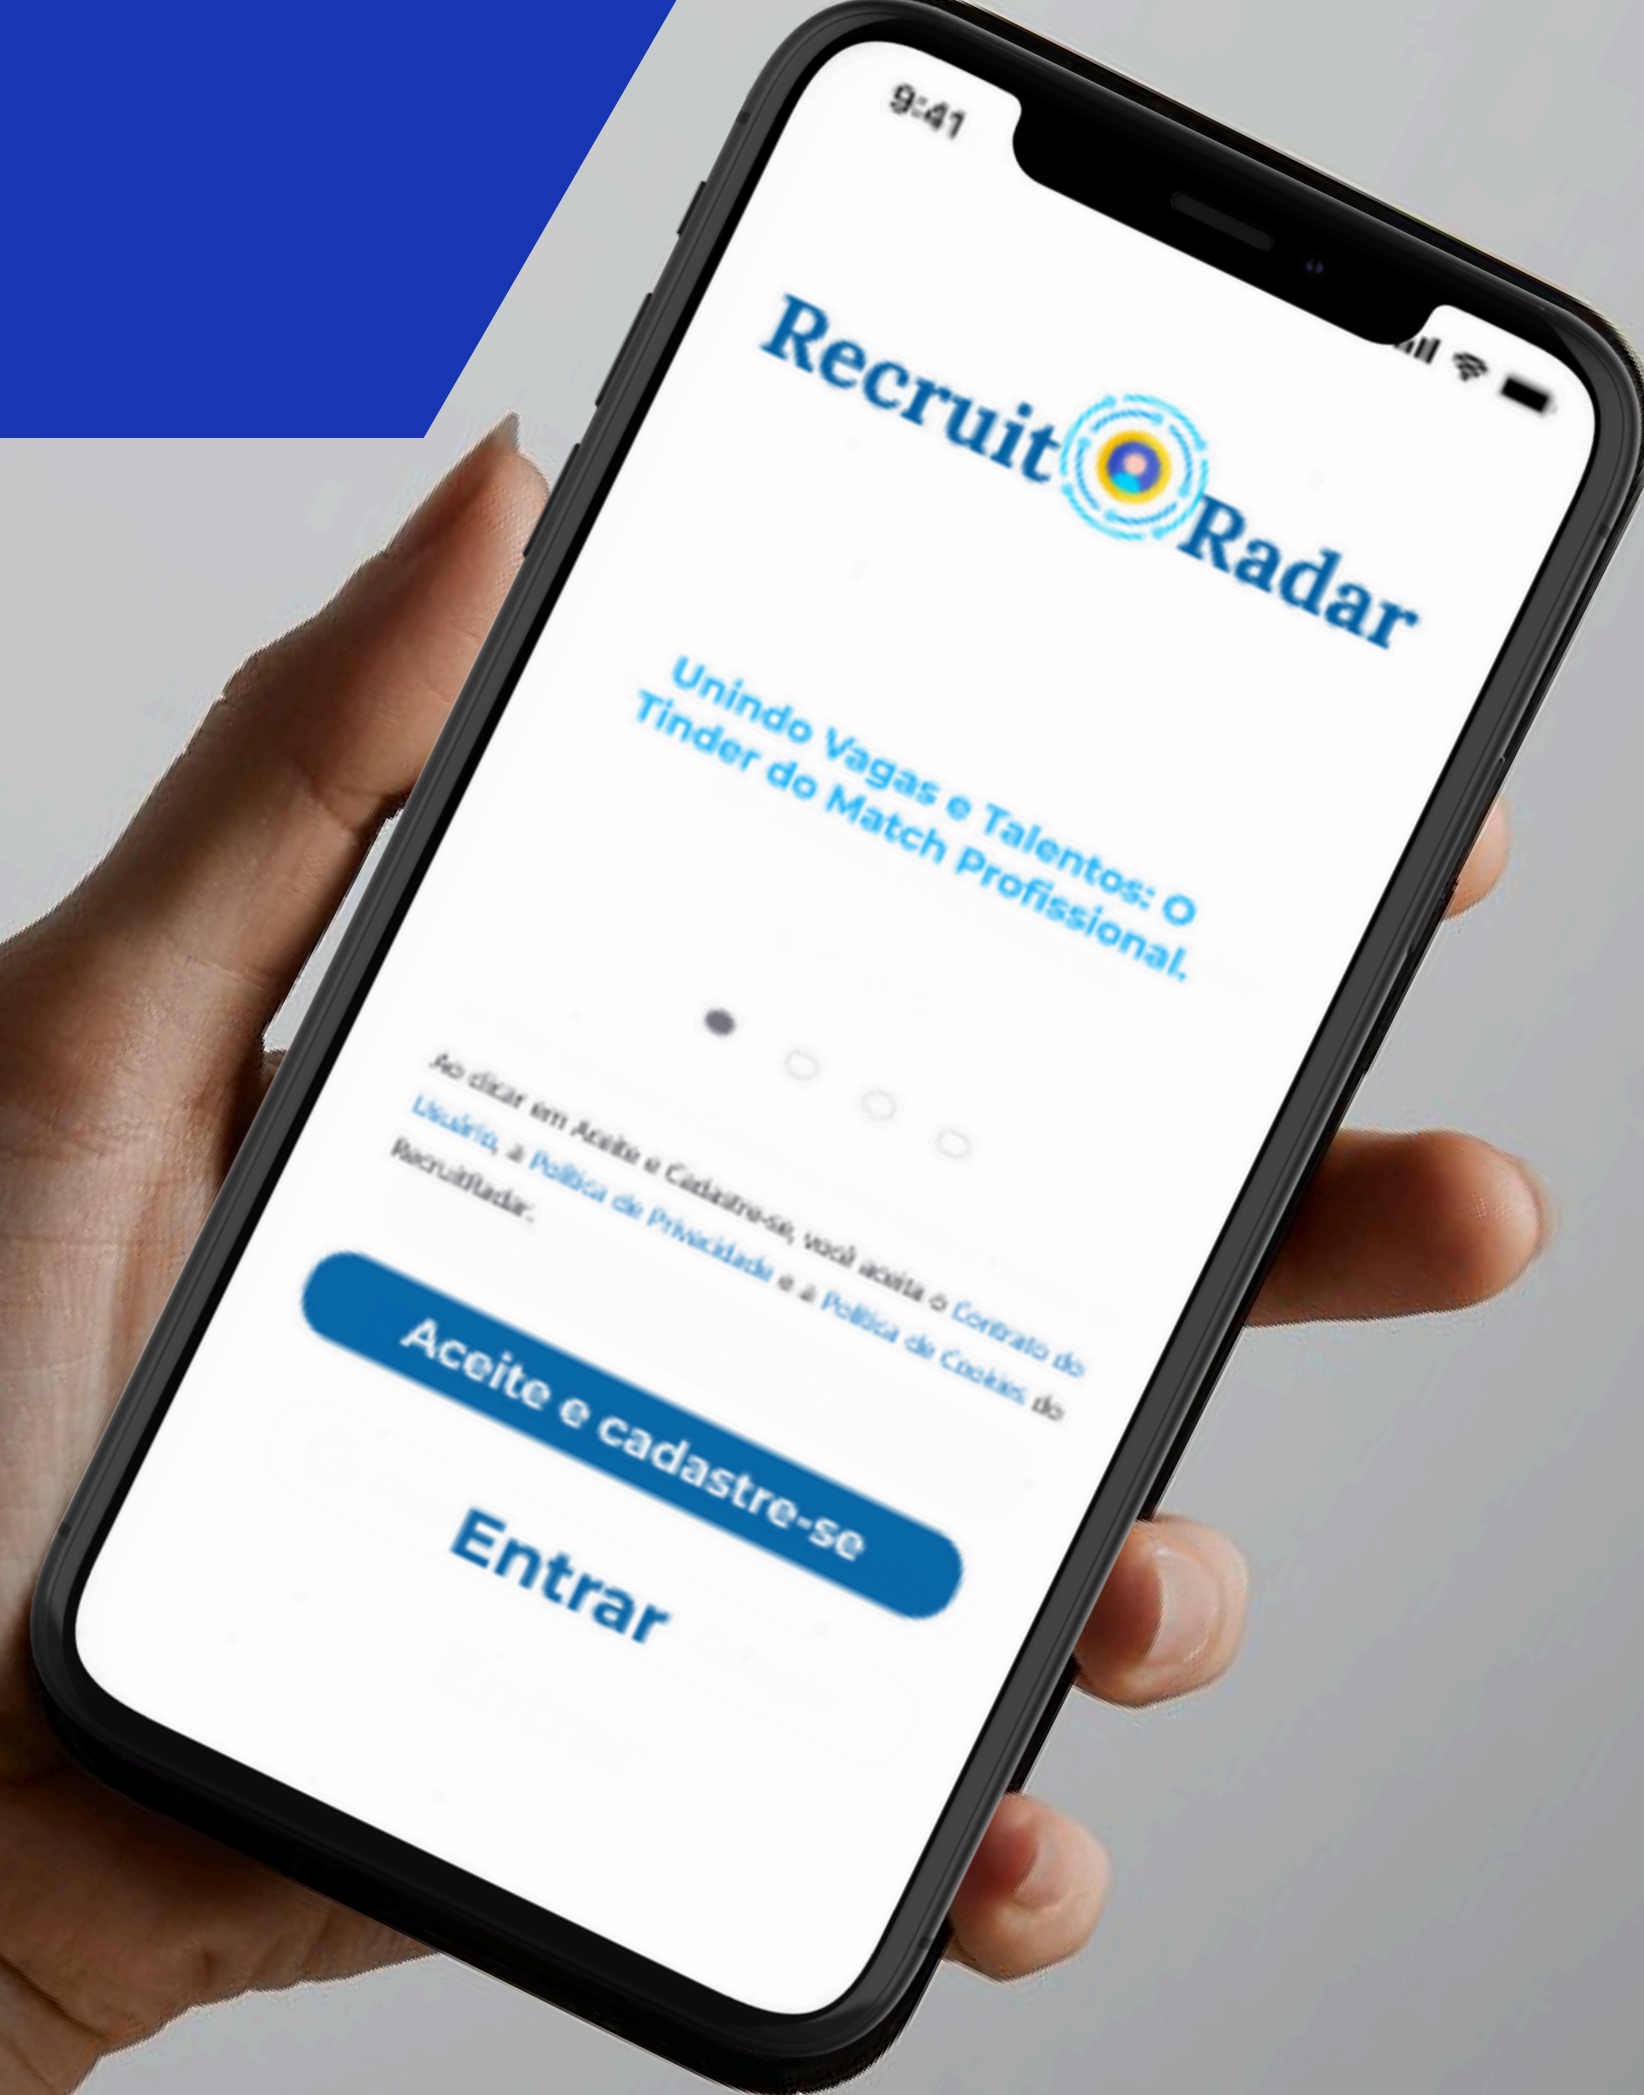 9:41
Recruit Radar
Unindo Vagas e Talentos: O
Tinder do Match Profissional.
Ao clicar em Aceite e Cadastre-se, você aceita o Contrato do
Usuário, a Política de Privacidade e a Política de Cookies do
RecruitRadar.
Aceite e cadastre-se
Entrar
Entrar